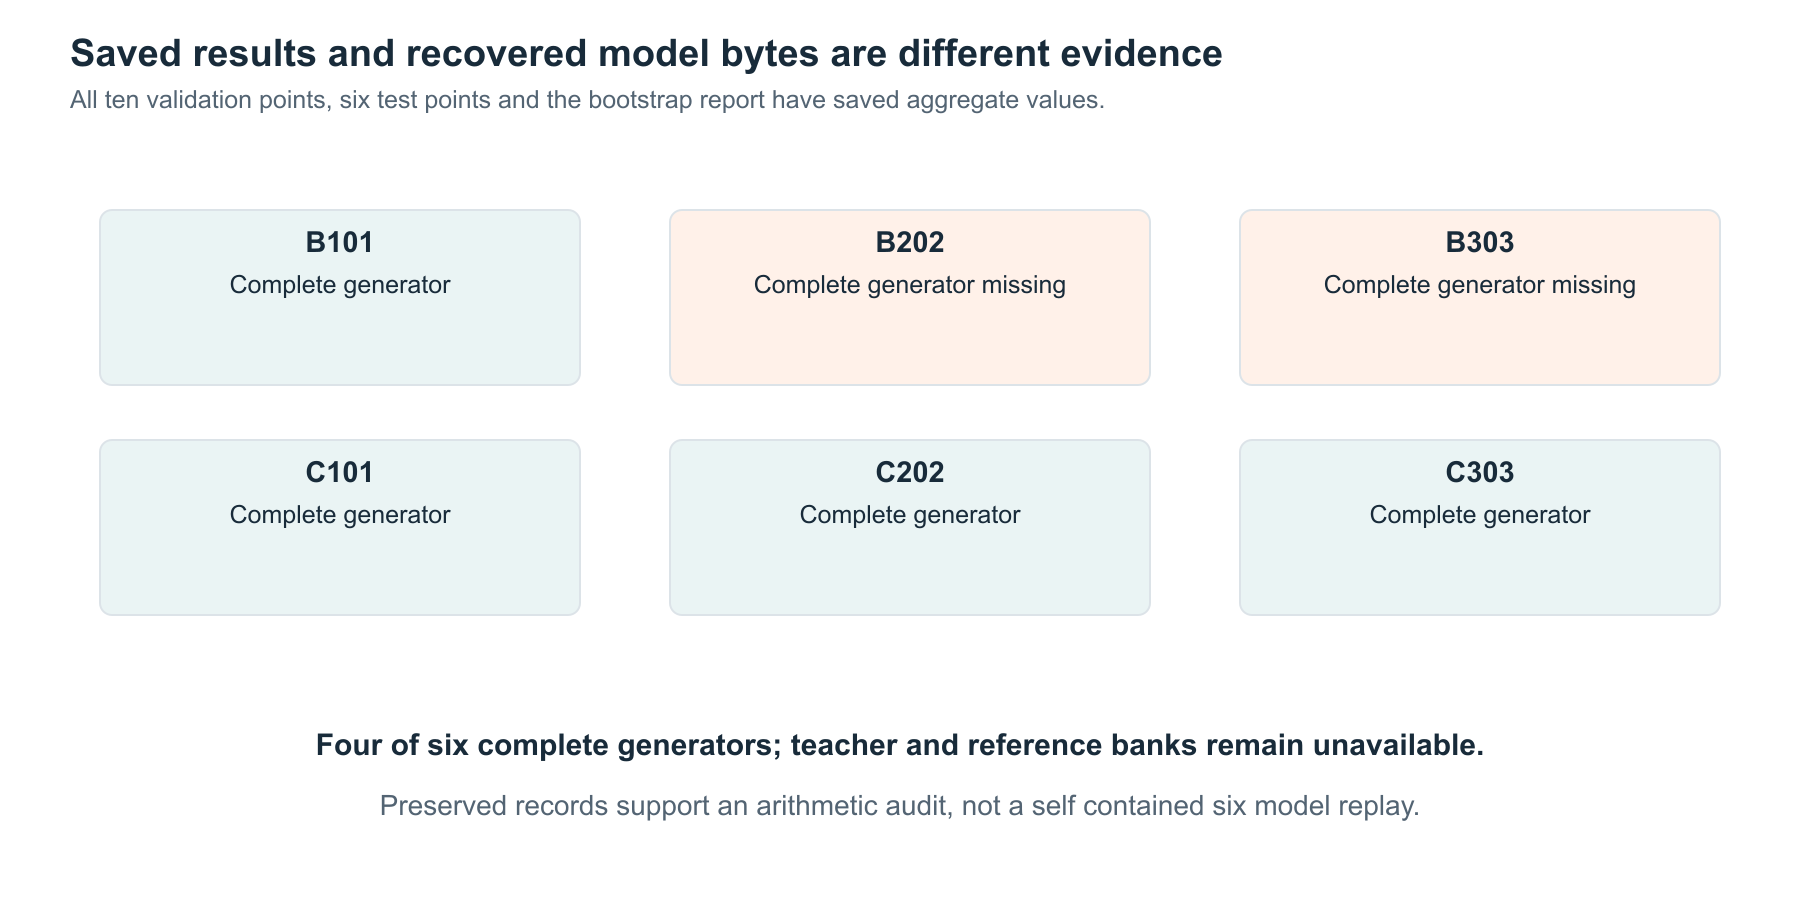 Saved results and recovered model bytes are different evidence
All ten validation points, six test points and the bootstrap report have saved aggregate values.
B101
Complete generator
B202
Complete generator missing
B303
Complete generator missing
C101
Complete generator
C202
Complete generator
C303
Complete generator
Four of six complete generators; teacher and reference banks remain unavailable.
Preserved records support an arithmetic audit, not a self contained six model replay.